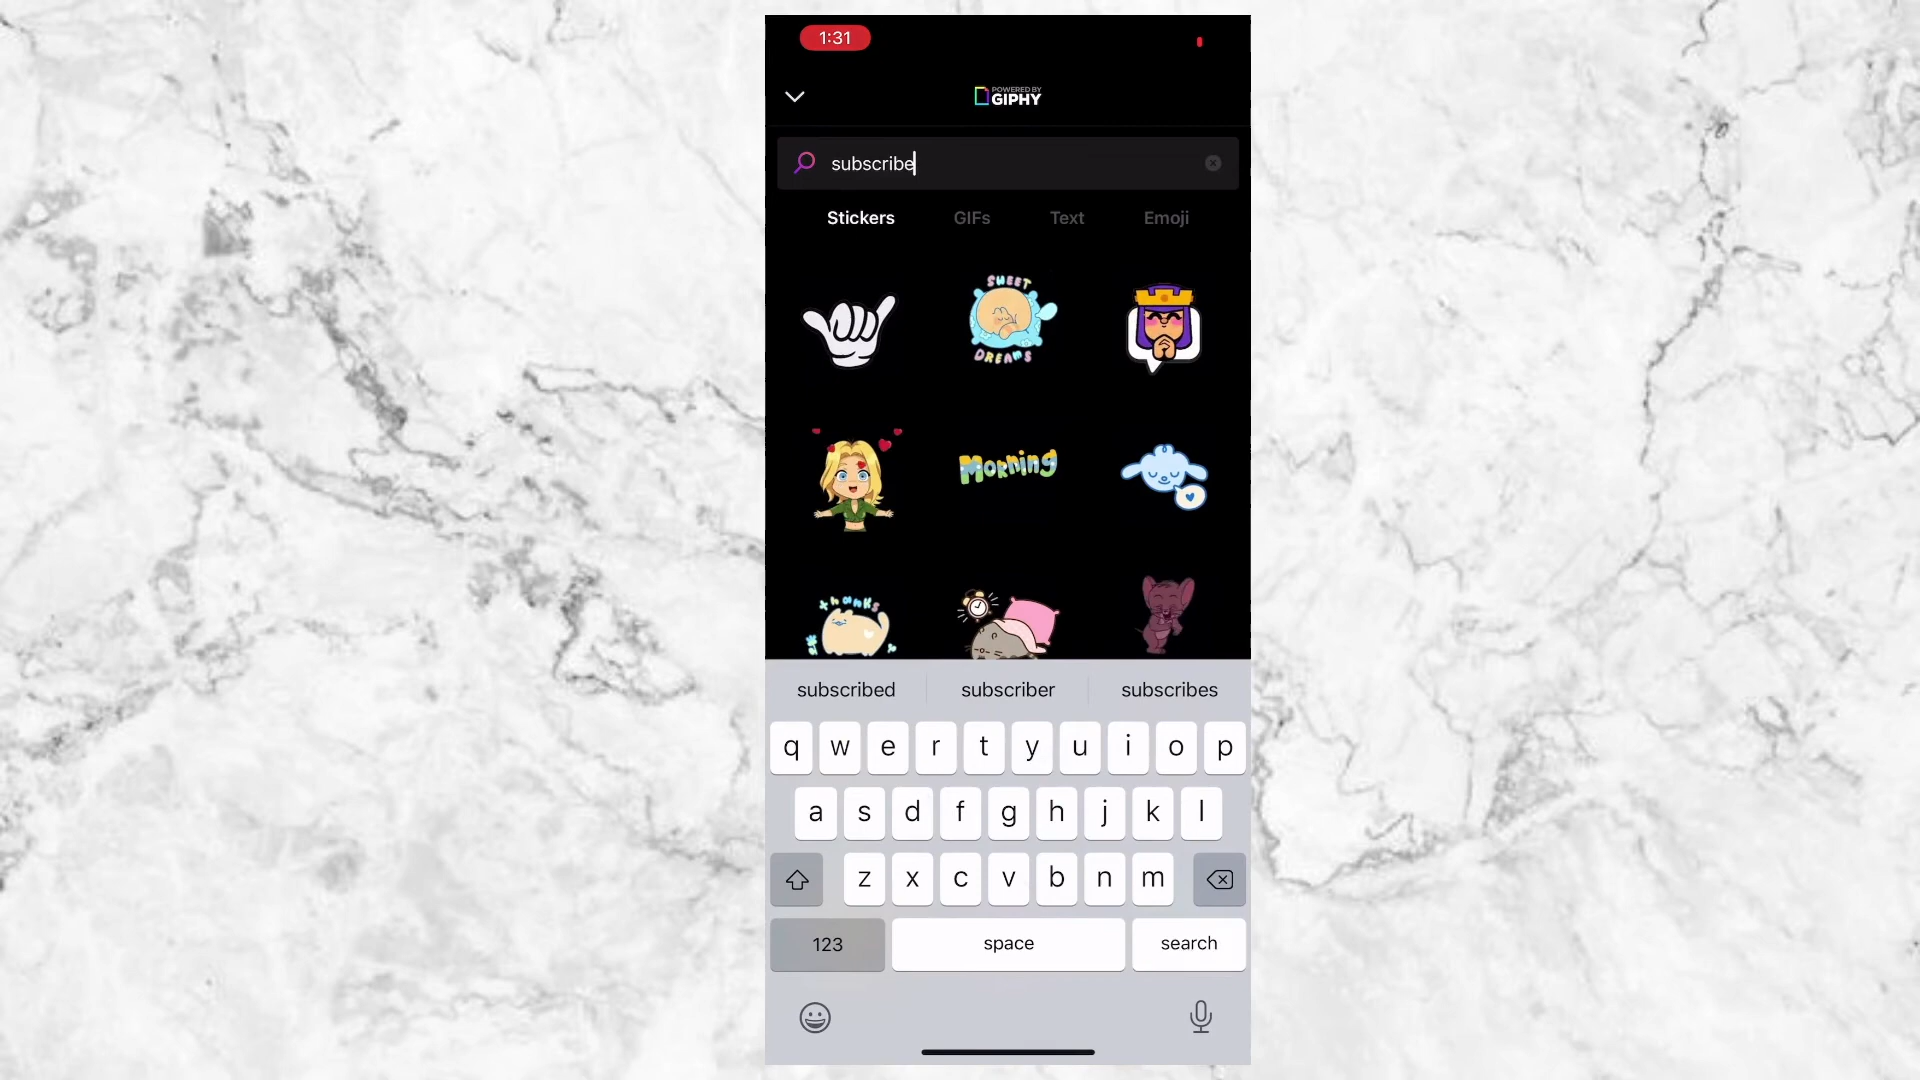 1:31
POWERED BY
GIPHY
subscribe
Stickers GIFs Text Emoji
SWEET
DREAMS
Morning
thanks
subscribed subscriber subscribes
q w e r t y u i o p
a s d f g h j k l
z x c v b n m
123 space search